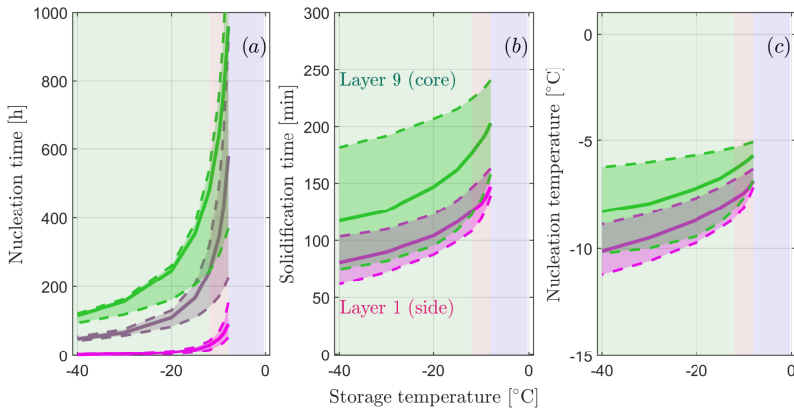 (a)
Nucleation time [h]
1000
800
600
400
200
0
-40
-20
0
(b)
Solidification time [min]
300
250
200
150
100
50
0
Layer 9 (core)
Layer 1 (side)
-40
-20
0
(c)
Nucleation temperature [°C]
0
-5
-10
-15
-40
-20
0
Storage temperature [°C]